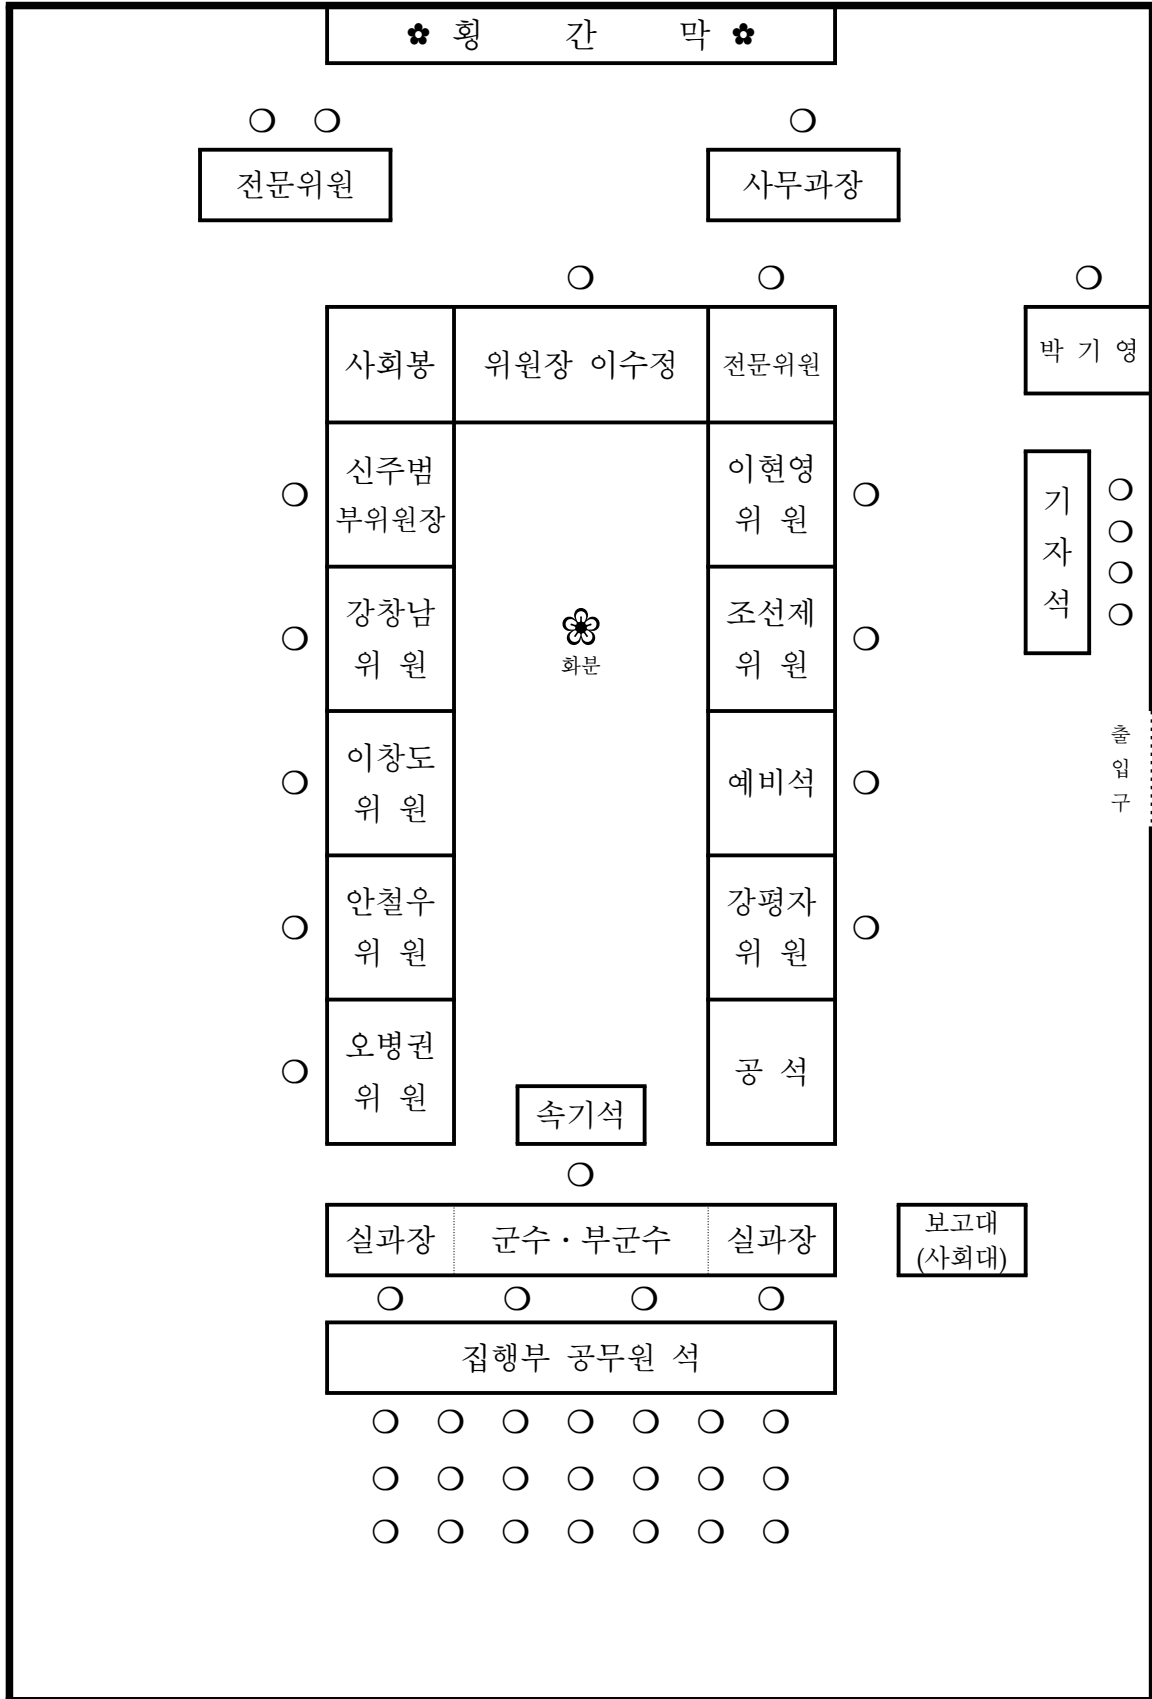 ✿ 횡 간 막 ✿
전문위원
사무과장
사회봉
위원장 이수정
전문위원
박 기 영
신주범
부위원장
이현영
위 원
기
자
석
강창남
위 원
화분
조선제
위 원
출
입
구
이창도
위 원
예비석
안철우
위 원
강평자
위 원
오병권
위 원
속기석
공 석
실과장
군수 · 부군수
실과장
보고대
(사회대)
집행부 공무원 석